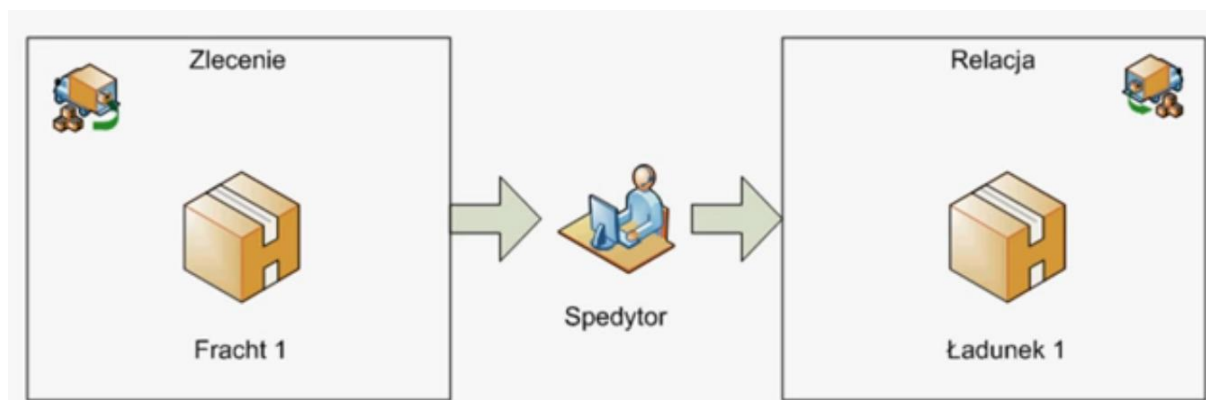 Zlecenie
Relacja
Spedytor
Fracht 1
Ładunek 1